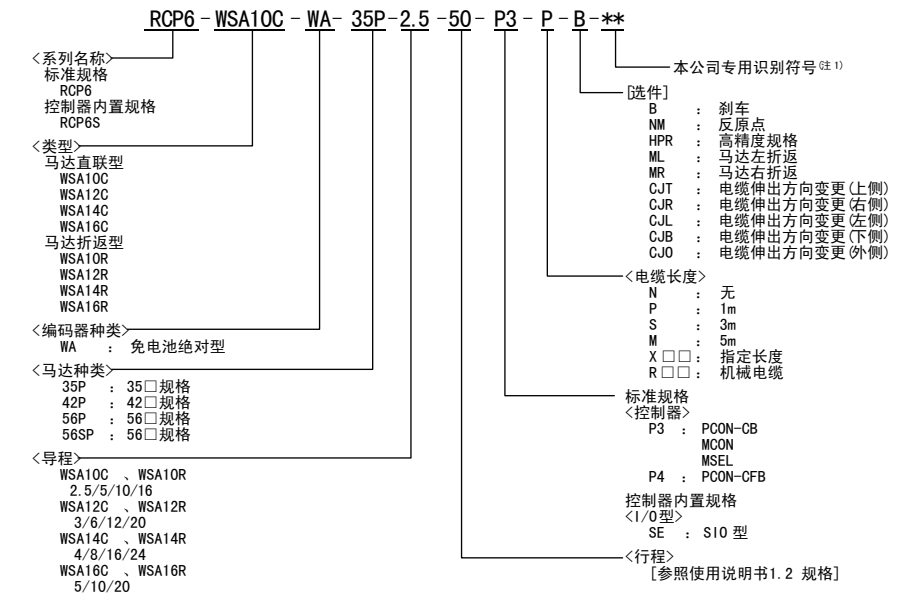 RCP6-WSA10C-WA-35P-2.5-50-P3-P-B-**
<系列名称>
标准规格
RCP6
控制器内置规格
RCP6S
<类型>
马达直联型
WSA10C
WSA12C
WSA14C
WSA16C
马达折返型
WSA10R
WSA12R
WSA14R
WSA16R
<编码器种类>
WA : 免电池绝对型
<马达种类>
35P : 35□规格
42P : 42□规格
56P : 56□规格
56SP : 56□规格
<导程>
WSA10C 、WSA10R
2.5/5/10/16
WSA12C 、WSA12R
3/6/12/20
WSA14C 、WSA14R
4/8/16/24
WSA16C 、WSA16R
5/10/20
本公司专用识别符号(注 1)
[选件]
B : 刹车
NM : 反原点
HPR : 高精度规格
ML : 马达左折返
MR : 马达右折返
CJT : 电缆伸出方向变更(上侧)
CJR : 电缆伸出方向变更(右侧)
CJL : 电缆伸出方向变更(左侧)
CJB : 电缆伸出方向变更(下侧)
CJO : 电缆伸出方向变更(外侧)
<电缆长度>
N : 无
P : 1m
S : 3m
M : 5m
X□□ : 指定长度
R□□ : 机械电缆
标准规格
<控制器>
P3 : PCON-CB
MCON
MSEL
P4 : PCON-CFB
控制器内置规格
<I/O型>
SE : SIO 型
<行程>
[参照使用说明书1.2 规格]